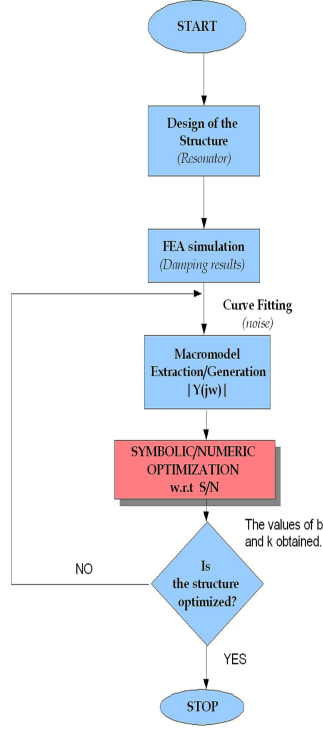 START
Design of the
Structure
(Resonator)
FEA simulation
(Damping results)
Curve Fitting
(noise)
Macromodel
Extraction/Generation
|Y(jw)|
SYMBOLIC/NUMERIC
OPTIMIZATION
w.r.t S/N
The values of b
and k obtained.
Is
the structure
optimized?
NO
YES
STOP